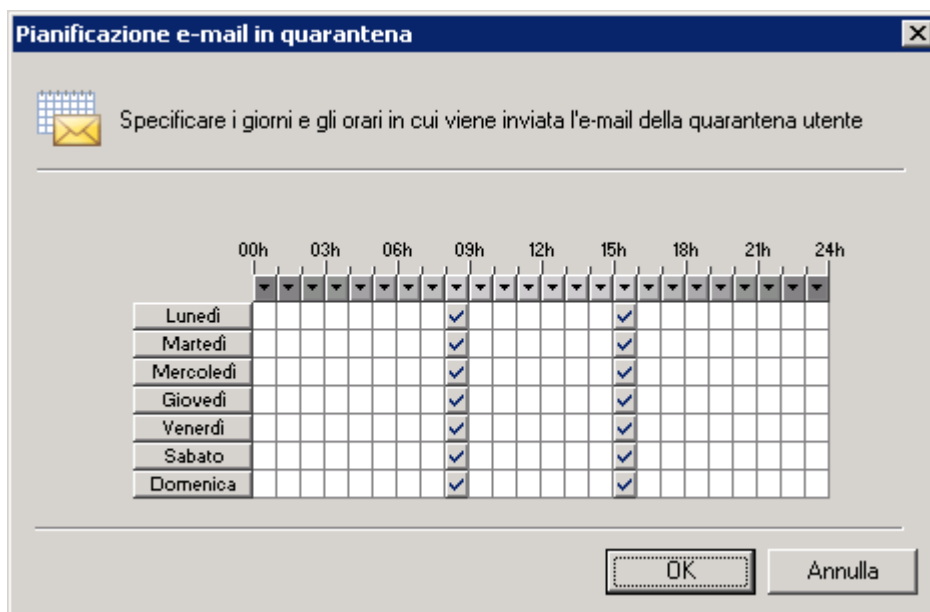 Pianificazione e-mail in quarantena
Specificare i giorni e gli orari in cui viene inviata l'e-mail della quarantena utente
00h 03h 06h 09h 12h 15h 18h 21h 24h
Lunedì
Martedì
Mercoledì
Giovedì
Venerdì
Sabato
Domenica
OK Annulla